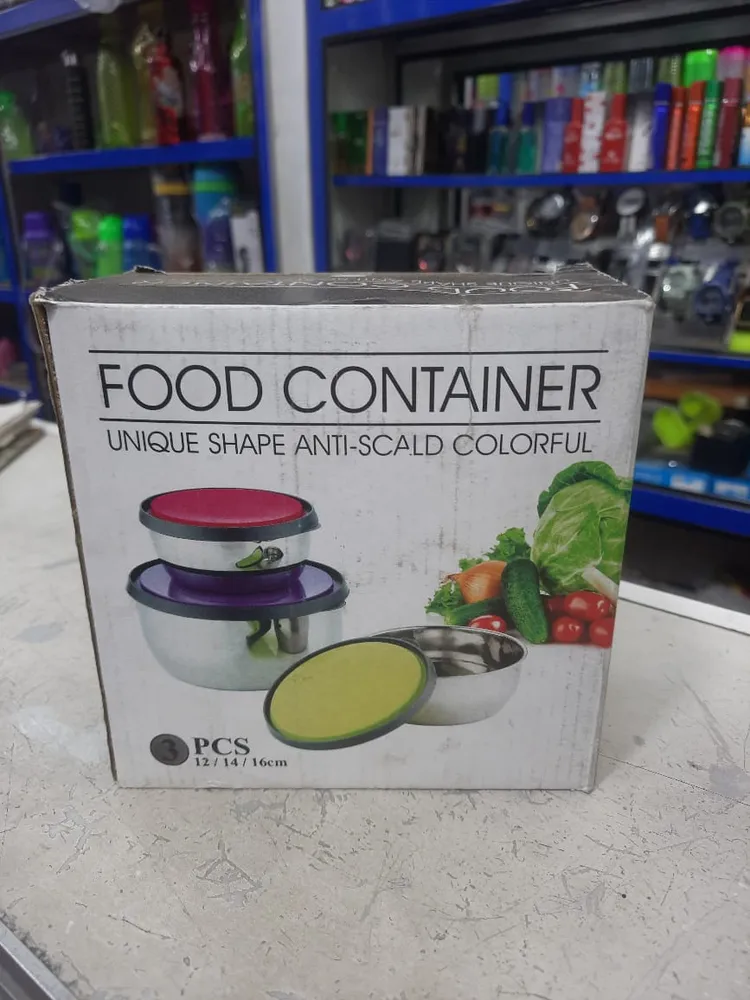 FOOD CONTAINER
UNIQUE SHAPE ANTI-SCALD COLORFUL
3 PCS
12 / 14 / 16cm